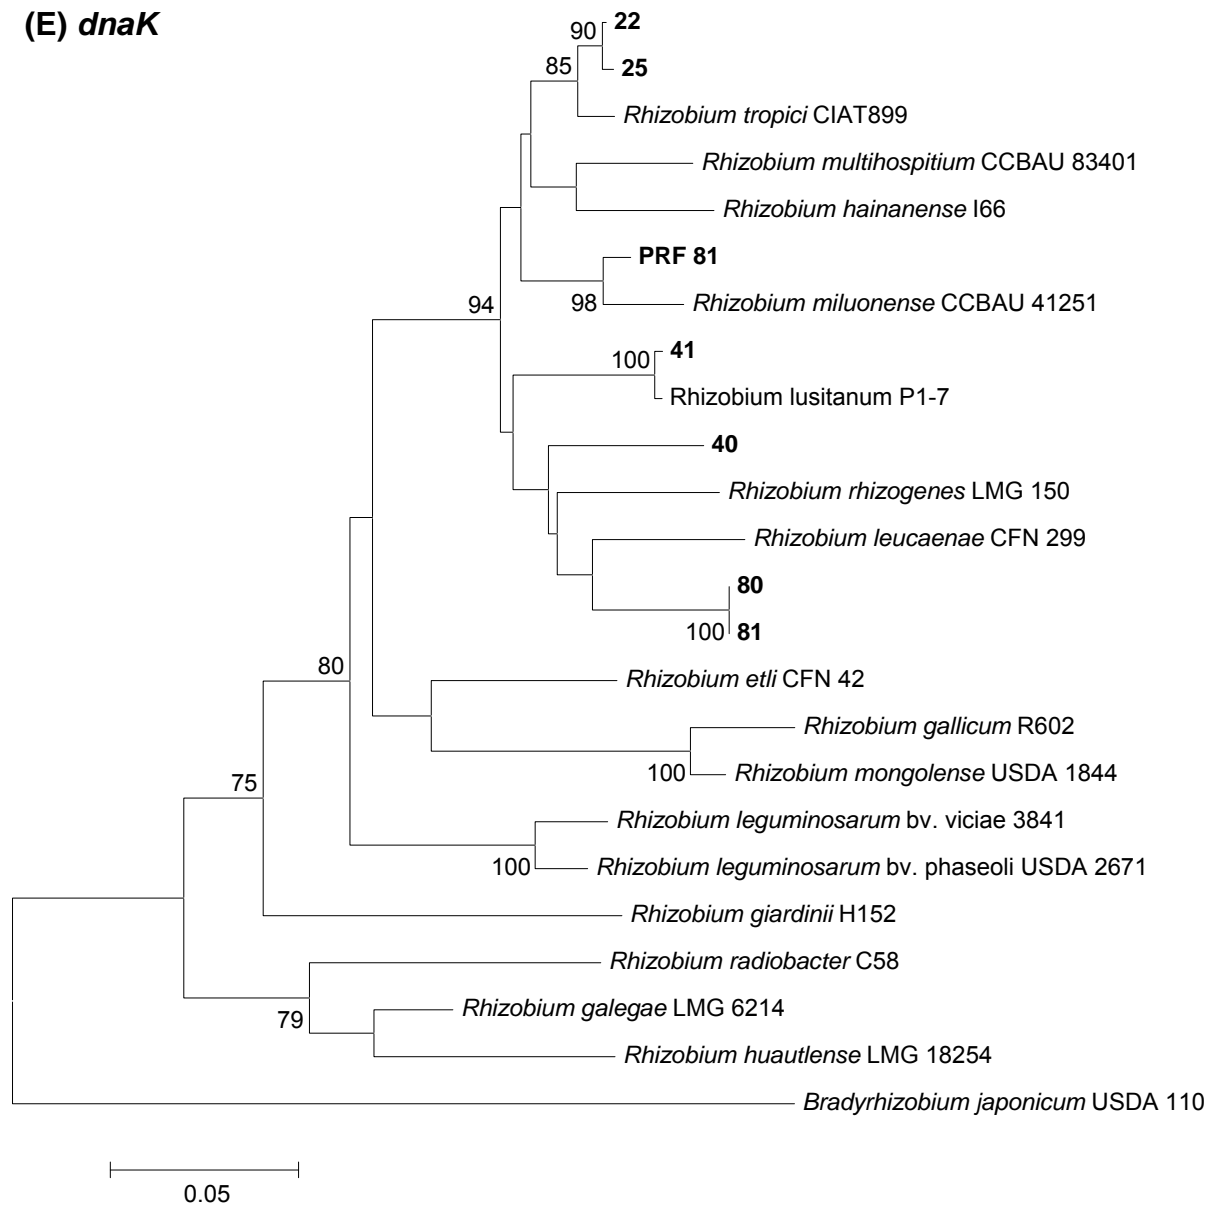 (E) dnaK
22
90
85
25
Rhizobium tropici CIAT899
Rhizobium multihospitium CCBAU 83401
Rhizobium hainanense I66
PRF 81
94
98
Rhizobium miluonense CCBAU 41251
41
100
Rhizobium lusitanum P1-7
40
Rhizobium rhizogenes LMG 150
Rhizobium leucaenae CFN 299
80
100
81
80
Rhizobium etli CFN 42
Rhizobium gallicum R602
100
Rhizobium mongolense USDA 1844
75
Rhizobium leguminosarum bv. viciae 3841
100
Rhizobium leguminosarum bv. phaseoli USDA 2671
Rhizobium giardinii H152
Rhizobium radiobacter C58
Rhizobium galegae LMG 6214
79
Rhizobium huautlense LMG 18254
Bradyrhizobium japonicum USDA 110
0.05